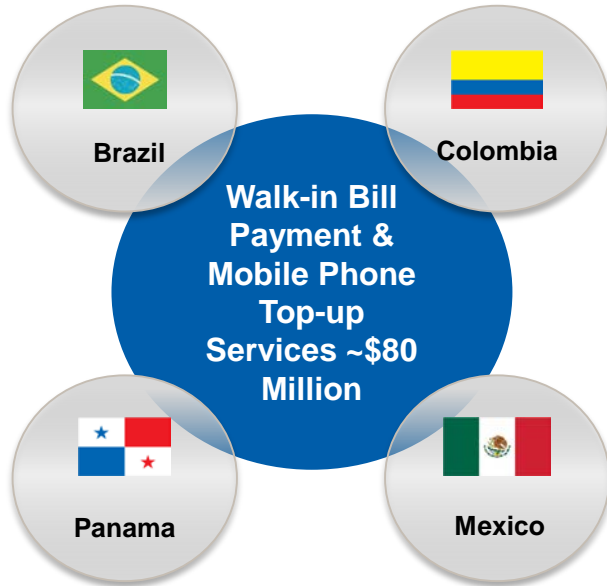 Brazil
Colombia
Walk-in Bill
Payment &
Mobile Phone
Top-up
Services ~$80
Million
Panama
Mexico